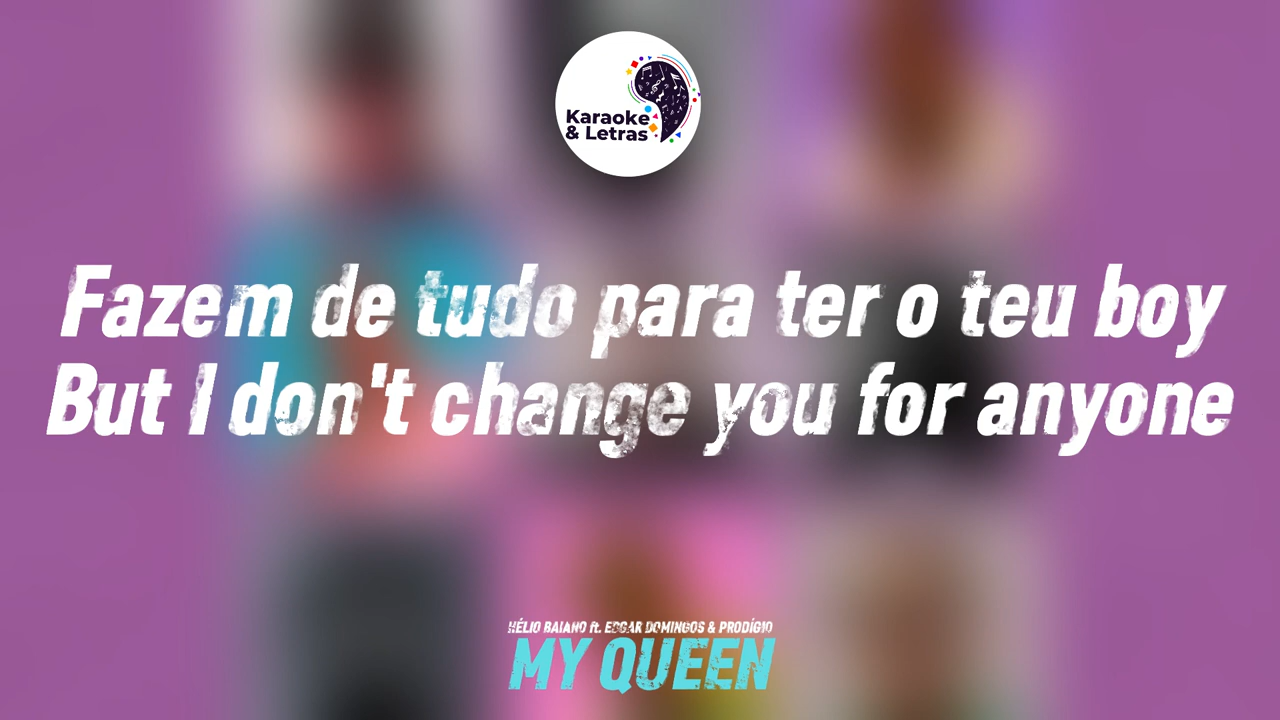 Karaoke
& Letras
Fazem de tudo para ter o teu boy
But I don't change you for anyone
HÉLIO BAIANO ft. EDGAR DOMINGOS & PRODÍGIO
MY QUEEN